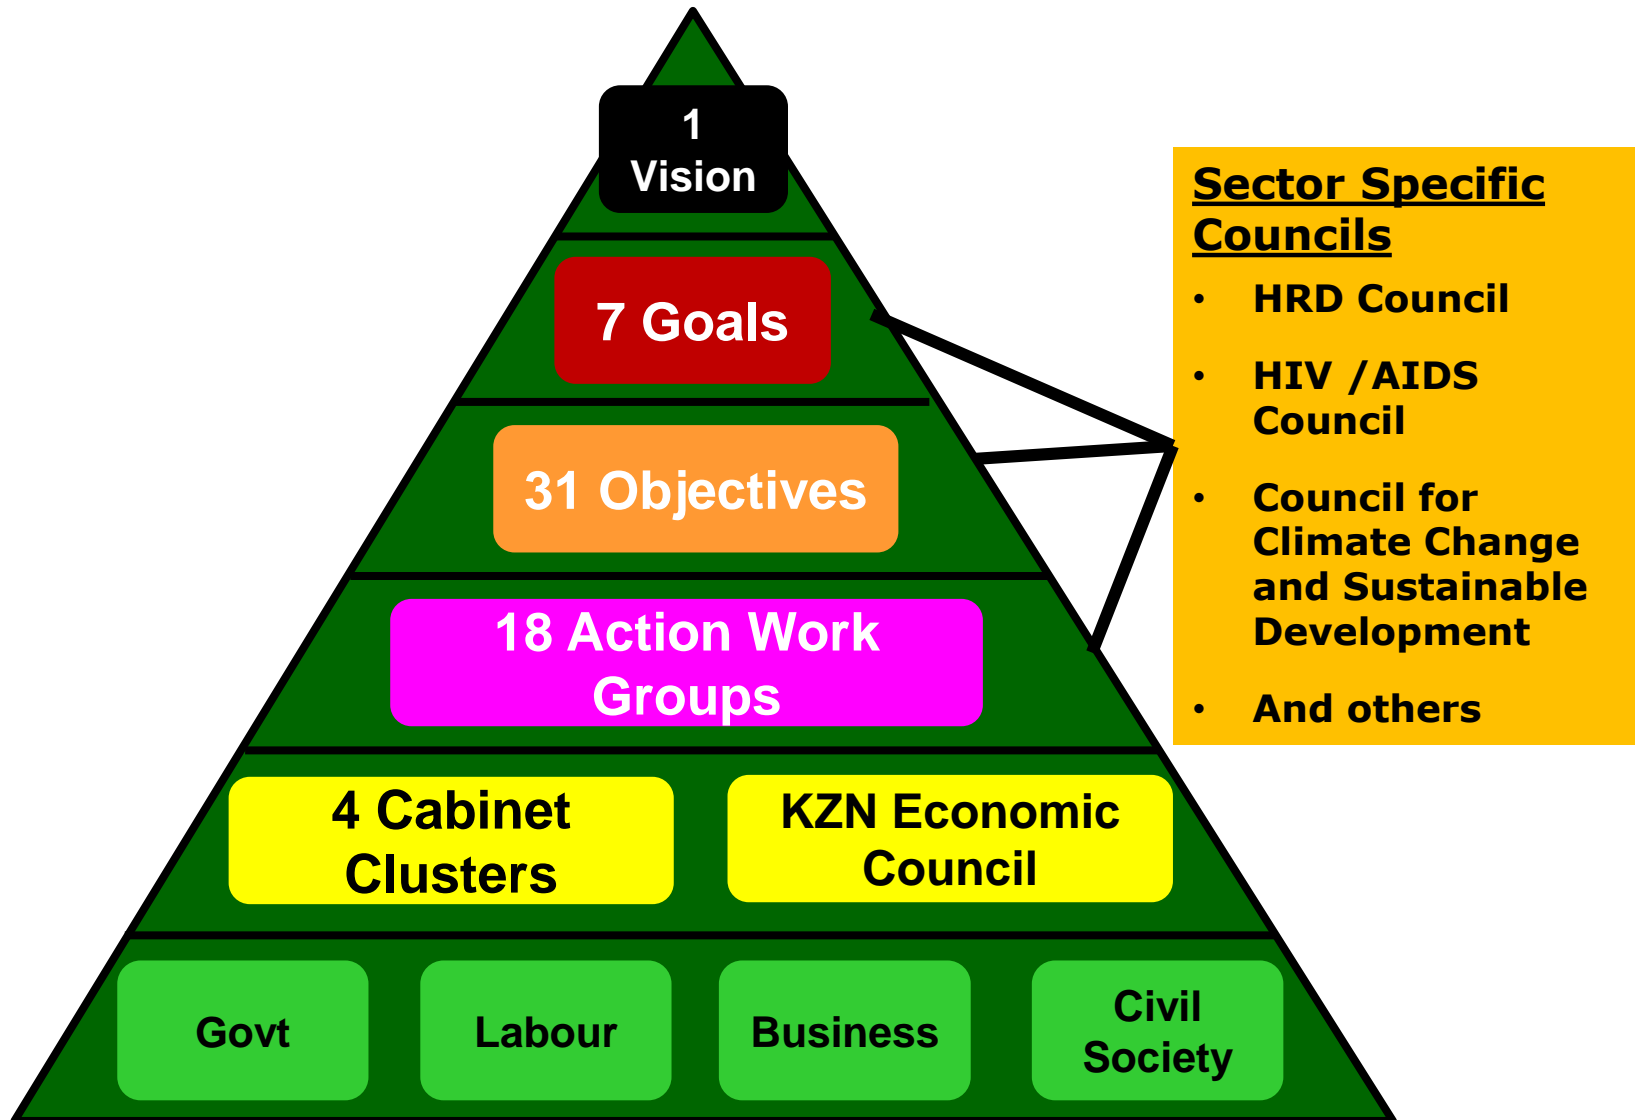 1
Vision
7 Goals
31 Objectives
18 Action Work
Groups
4 Cabinet
Clusters
KZN Economic
Council
Govt
Labour
Business
Civil
Society
Sector Specific
Councils
• HRD Council
• HIV /AIDS
Council
• Council for
Climate Change
and Sustainable
Development
• And others